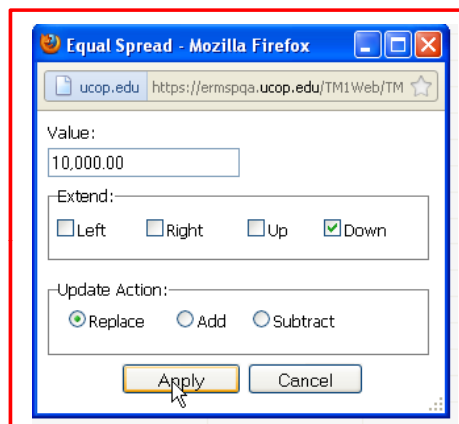 Equal Spread - Mozilla Firefox
ucop.edu https://ermspqa.ucop.edu/TM1Web/TM
Value:
10,000.00
Extend:
Left Right Up Down
Update Action:
Replace Add Subtract
Apply Cancel